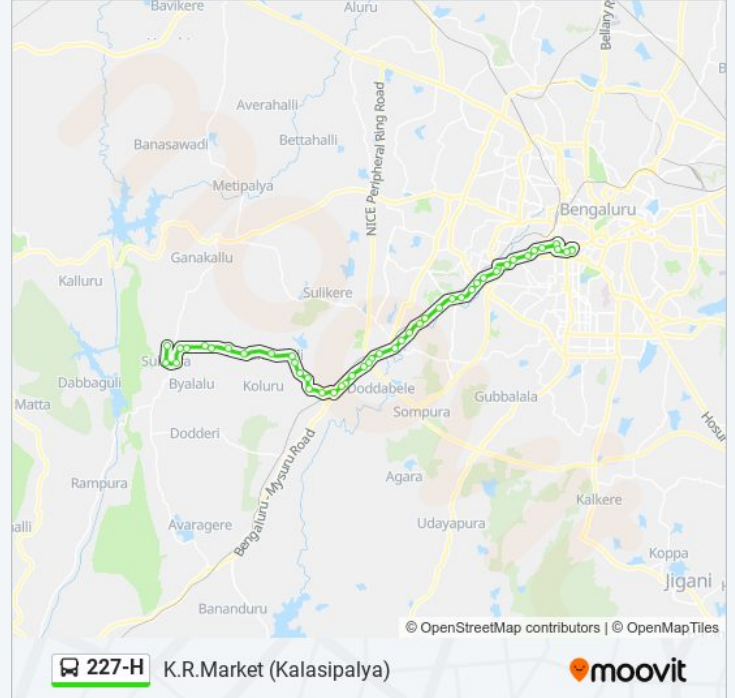 Bavikere
Aluru
Bellary R
Averahalli
Banasawadi
Bettahalli
NICE Peripheral Ring Road
Metipalya
Bengaluru
Ganakallu
Kalluru
Sulikere
Dabbaguli
Byalalu
Koluru
Doddabele
Matta
Gubbalala
Sompura
Hosur
Dodderi
Bengaluru - Mysuru Road
Rampura
Agara
Kalkere
alli
Avaragere
Udayapura
Koppa
Jigani
Bananduru
© OpenStreetMap contributors | © OpenMapTiles
227-H K.R.Market (Kalasipalya)
moovit